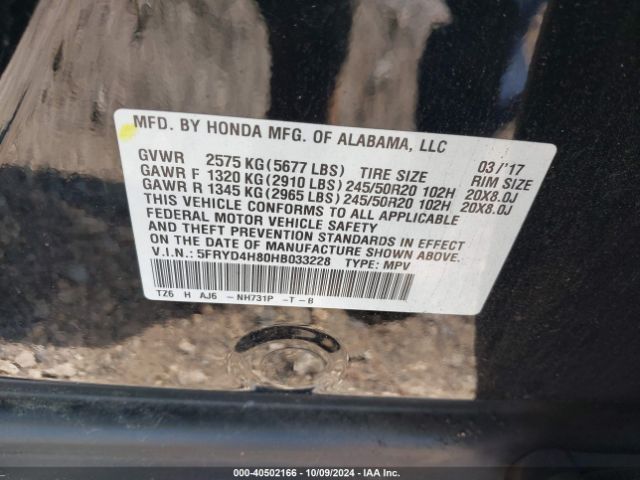 MFD. BY HONDA MFG. OF ALABAMA, LLC
GVWR 2575 KG (5677 LBS) TIRE SIZE 03/'17 RIM SIZE
GAWR F 1320 KG (2910 LBS) 245/50R20 102H 20X8.0J
GAWR R 1345 KG (2965 LBS) 245/50R20 102H 20X8.0J
THIS VEHICLE CONFORMS TO ALL APPLICABLE
FEDERAL MOTOR VEHICLE SAFETY
AND THEFT PREVENTION STANDARDS IN EFFECT
ON THE DATE OF MANUFACTURE SHOWN ABOVE.
V.I.N.: 5FRYD4H80HB033228 TYPE: MPV
TZ6 H AJ6 -NH731P -T-B
000-40502166 - 10/09/2024 - IAA Inc.